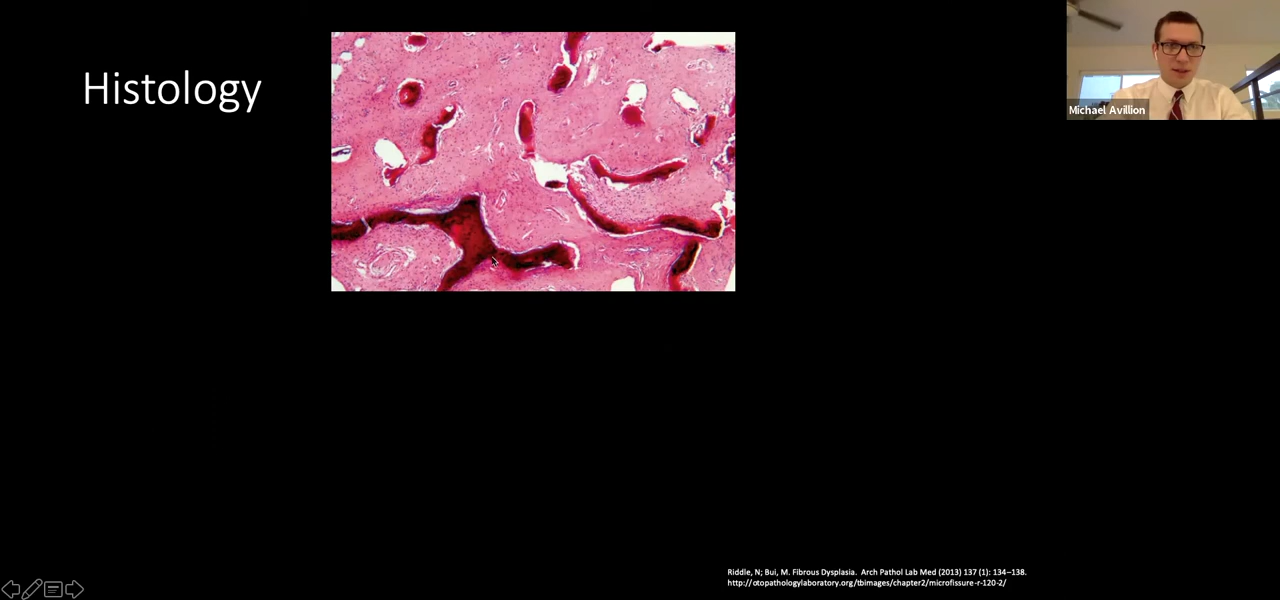 Histology
Michael Avillion
Riddle, N; Bui, M. Fibrous Dysplasia. Arch Pathol Lab Med (2013) 137 (1): 134–138.
http://otopathologylaboratory.org/tbimages/chapter2/microfissure-r-120-2/